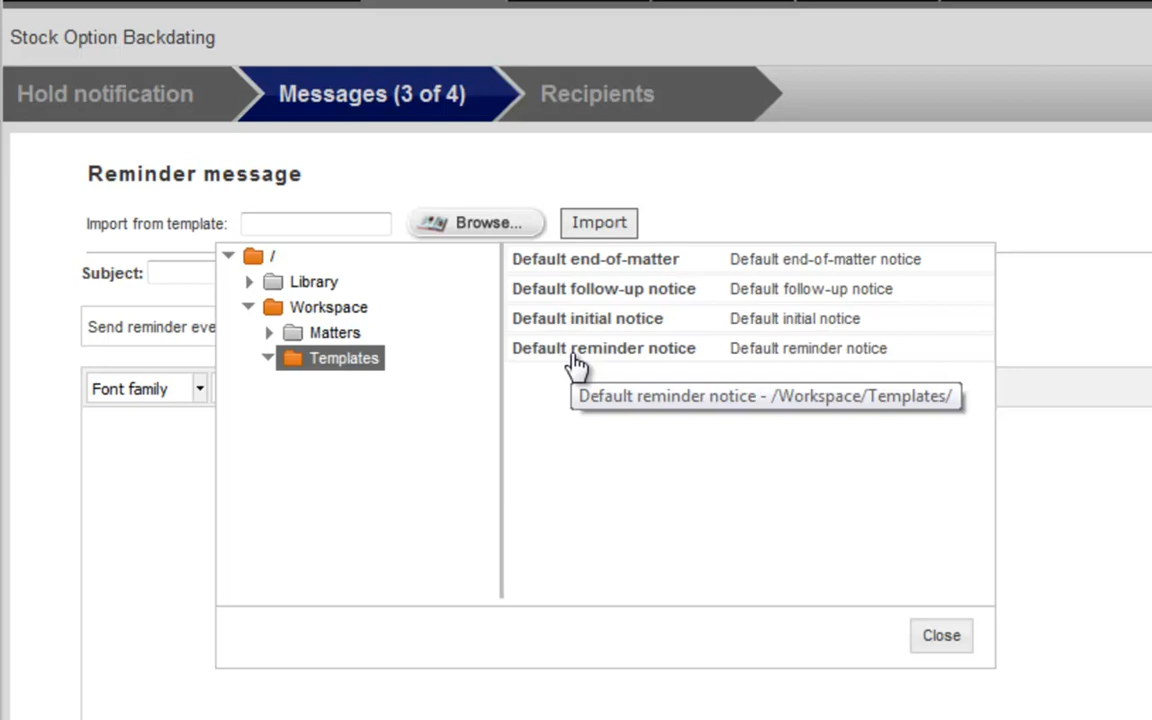 Stock Option Backdating
Hold notification Messages (3 of 4) Recipients
Reminder message
Import from template: Browse... Import
Subject:
Send reminder eve
Font family
/
Library
Workspace
Matters
Templates
Default end-of-matter Default end-of-matter notice
Default follow-up notice Default follow-up notice
Default initial notice Default initial notice
Default reminder notice Default reminder notice
Default reminder notice - /Workspace/Templates/
Close